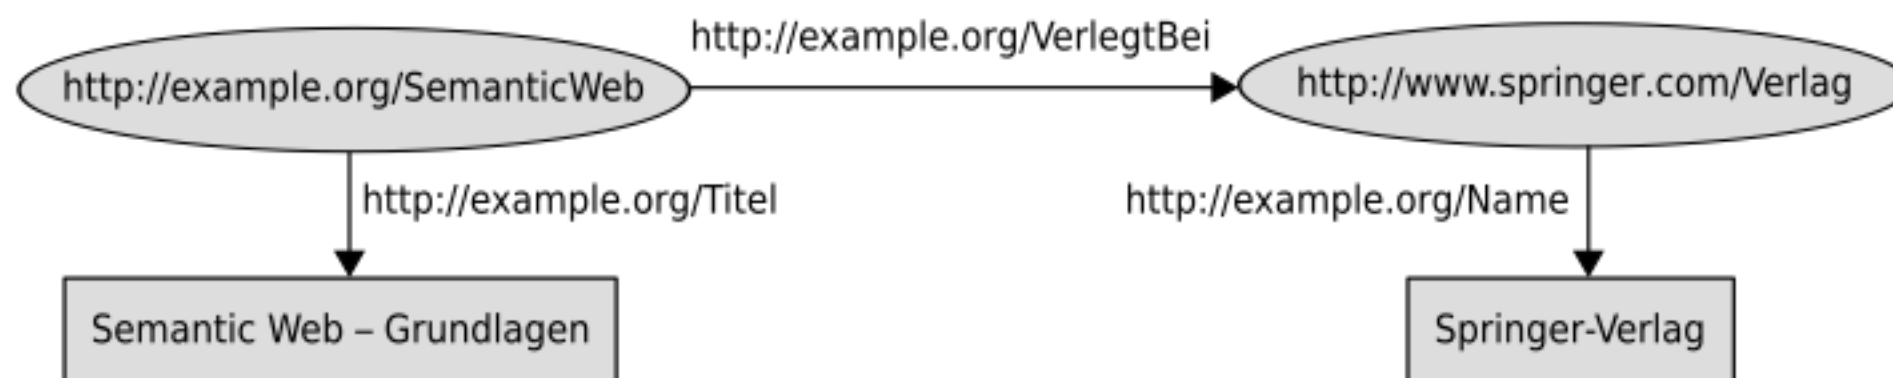 http://example.org/VerlegtBei
http://example.org/SemanticWeb
http://www.springer.com/Verlag
http://example.org/Titel
http://example.org/Name
Semantic Web – Grundlagen
Springer-Verlag